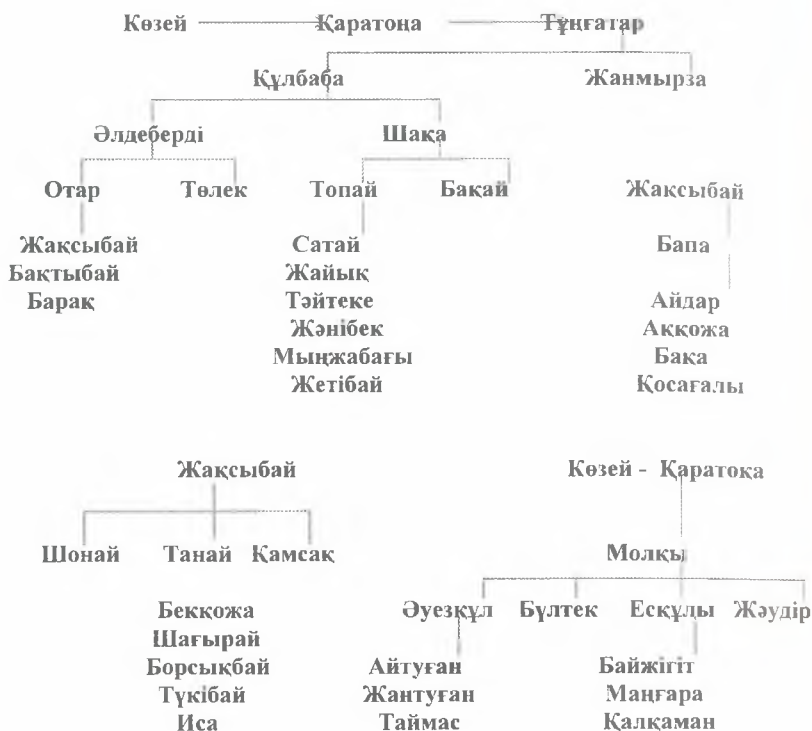 Көзей Қаратоңа Тұңғатар
Құлбаба Жанмырза
Әлдеберді Шақа
Отар Төлек Топай Бақай Жақсыбай
Жақсыбай Сатай Бапа
Бақтыбай Жайық
Барақ Тәйтеке Айдар
Жәнібек Аққожа
Мыңжабағы Бақа
Жетібай Қосағалы
Жақсыбай Көзей - Қаратоқа
Шонай Танай Қамсақ Молқы
Бекқожа Әуезқұл Бүлтек Есқұлы Жәудір
Шағырай
Борсықбай Айтуған Байжігіт
Түкібай Жантуған Маңғара
Иса Таймас Қалқаман